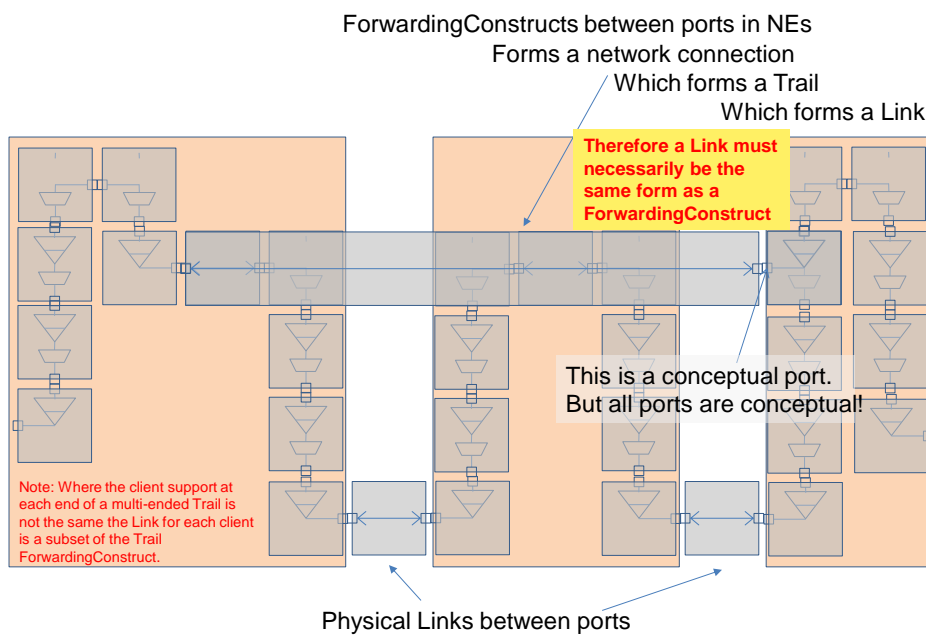 ForwardingConstructs between ports in NEs
Forms a network connection
Which forms a Trail
Which forms a Link
Therefore a Link must
necessarily be the
same form as a
ForwardingConstruct
This is a conceptual port.
But all ports are conceptual!
Note: Where the client support at
each end of a multi-ended Trail is
not the same the Link for each client
is a subset of the Trail
ForwardingConstruct.
Physical Links between ports